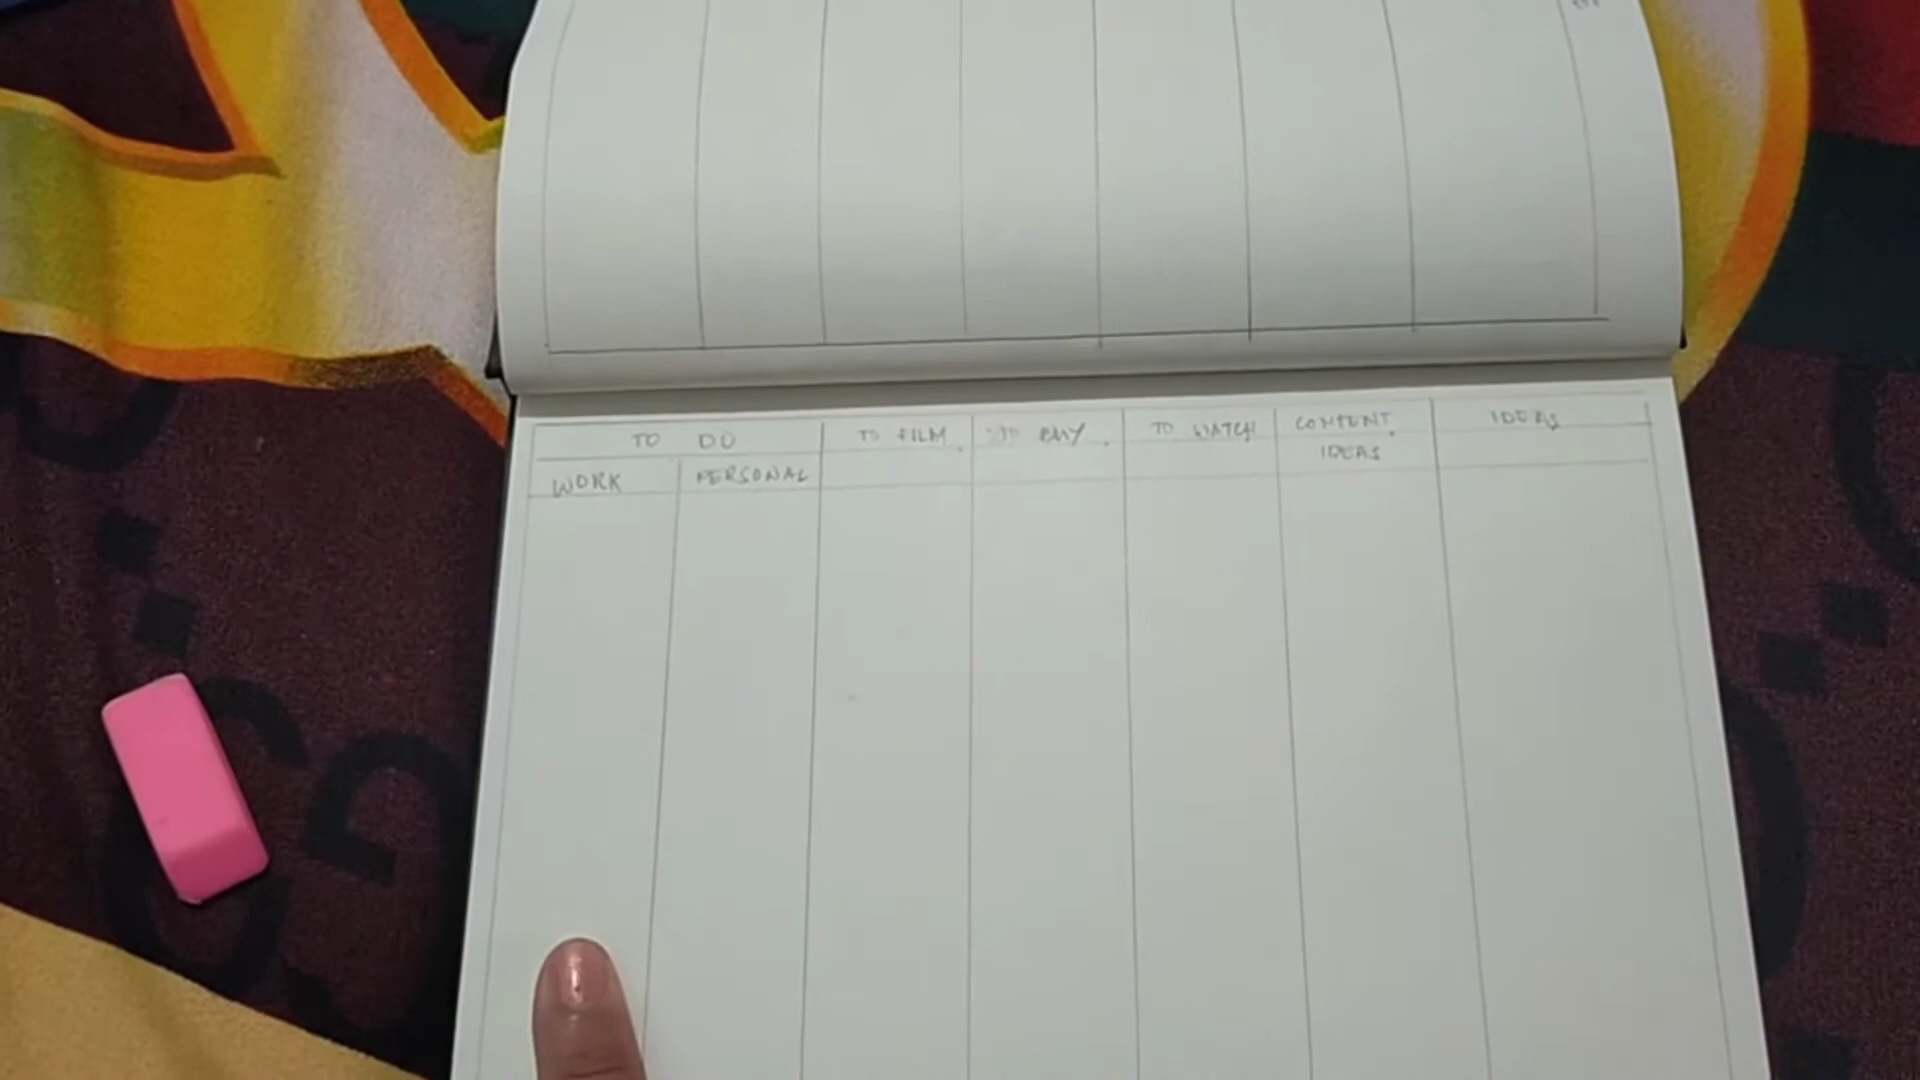 TO DO
TO FILM
TO BUY
TO WATCH
CONTENT
IDEAS
IDEAS
WORK
PERSONAL